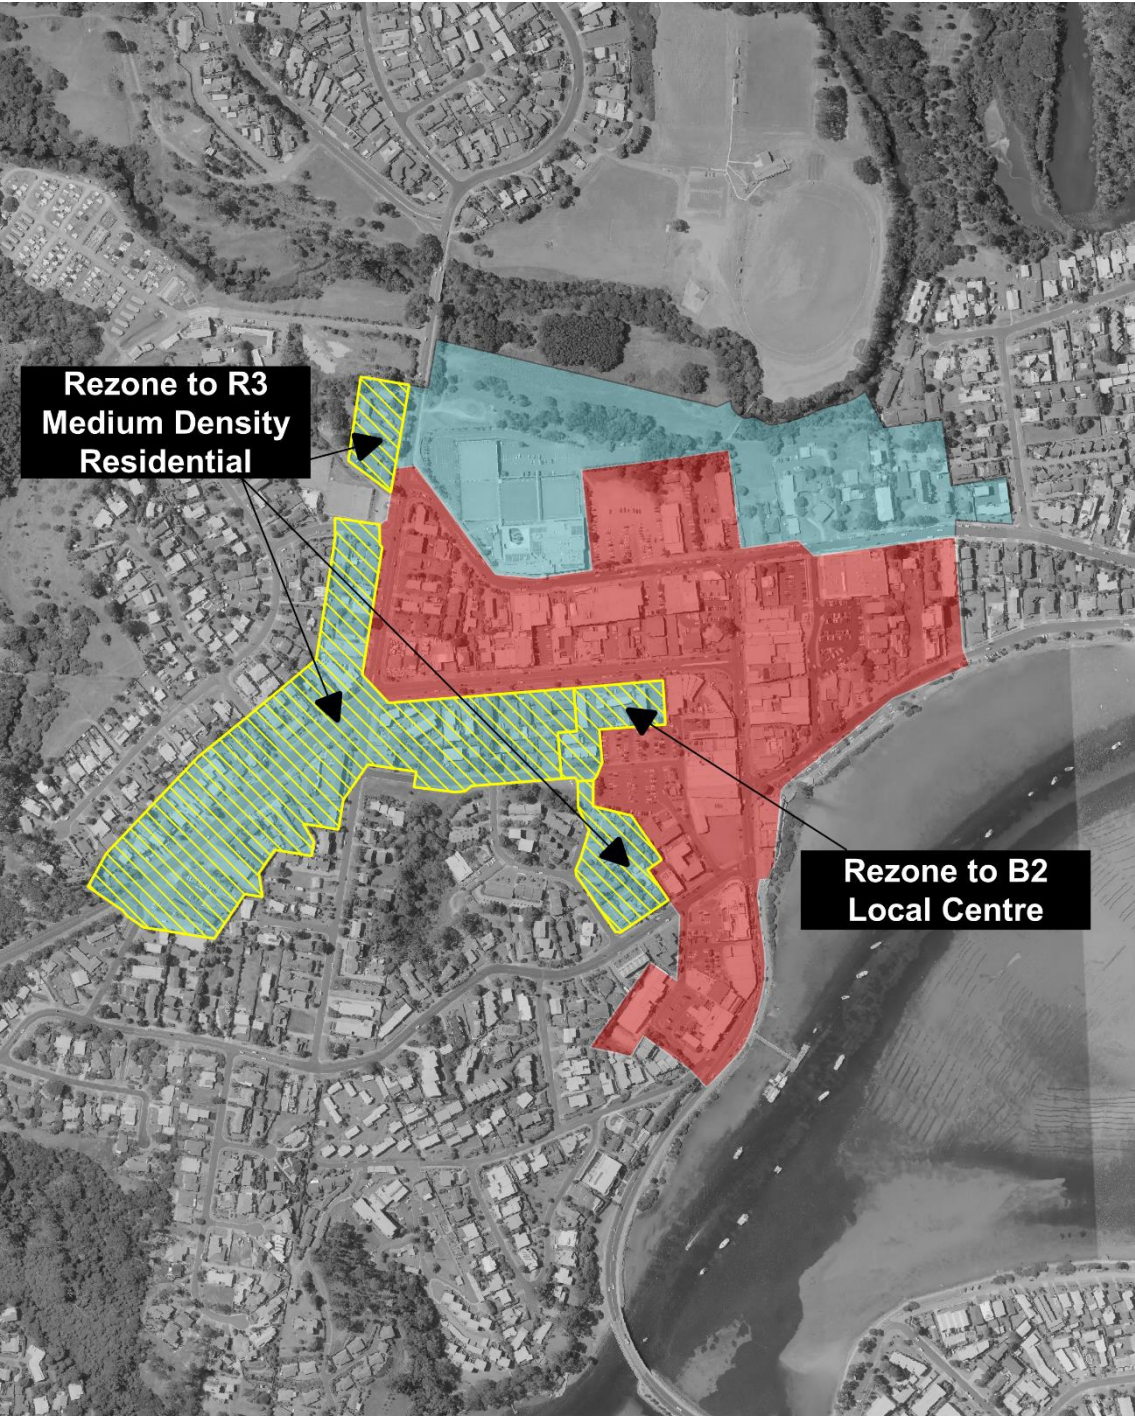 Rezone to R3
Medium Density
Residential
Rezone to B2
Local Centre